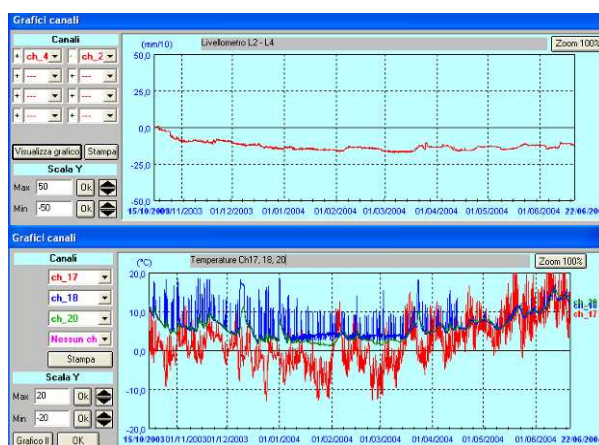 Grafici canali
Canali
+ ch_4 - ch_2
+ --- + ---
+ --- + ---
+ --- + ---
Visualizza grafico Stampa
Scala Y
Max 50 Ok
Min -50 Ok
(mm/10) Livellometro L2 - L4 Zoom 100%
50,0
25,0
0,0
-25,0
-50,0
15/10/2003 01/11/2003 01/12/2003 01/01/2004 01/02/2004 01/03/2004 01/04/2004 01/05/2004 01/06/2004 22/06/200
Grafici canali
Canali
ch_17
ch_18
ch_20
Nessun ch
Stampa
Scala Y
Max 20 Ok
Min -20 Ok
Grafico II OK
(°C) Temperature Ch17, 18, 20 Zoom 100%
20,0
10,0
0,0
-10,0
-20,0
ch_20
ch_18
ch_17
15/10/2003 01/11/2003 01/12/2003 01/01/2004 01/02/2004 01/03/2004 01/04/2004 01/05/2004 01/06/2004 22/06/200